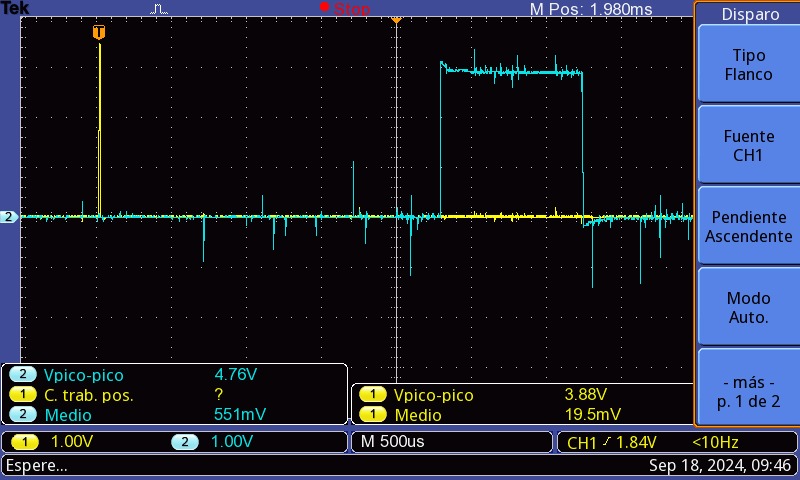 Tek
Stop
M Pos: 1.980ms
T
2
Disparo
Tipo
Flanco
Fuente
CH1
Pendiente
Ascendente
Modo
Auto.
- más -
p. 1 de 2
2 Vpico-pico 4.76V
1 C. trab. pos. ?
2 Medio 551mV
1 Vpico-pico 3.88V
1 Medio 19.5mV
1 1.00V 2 1.00V
M 500us
CH1 1.84V <10Hz
Espere...
Sep 18, 2024, 09:46